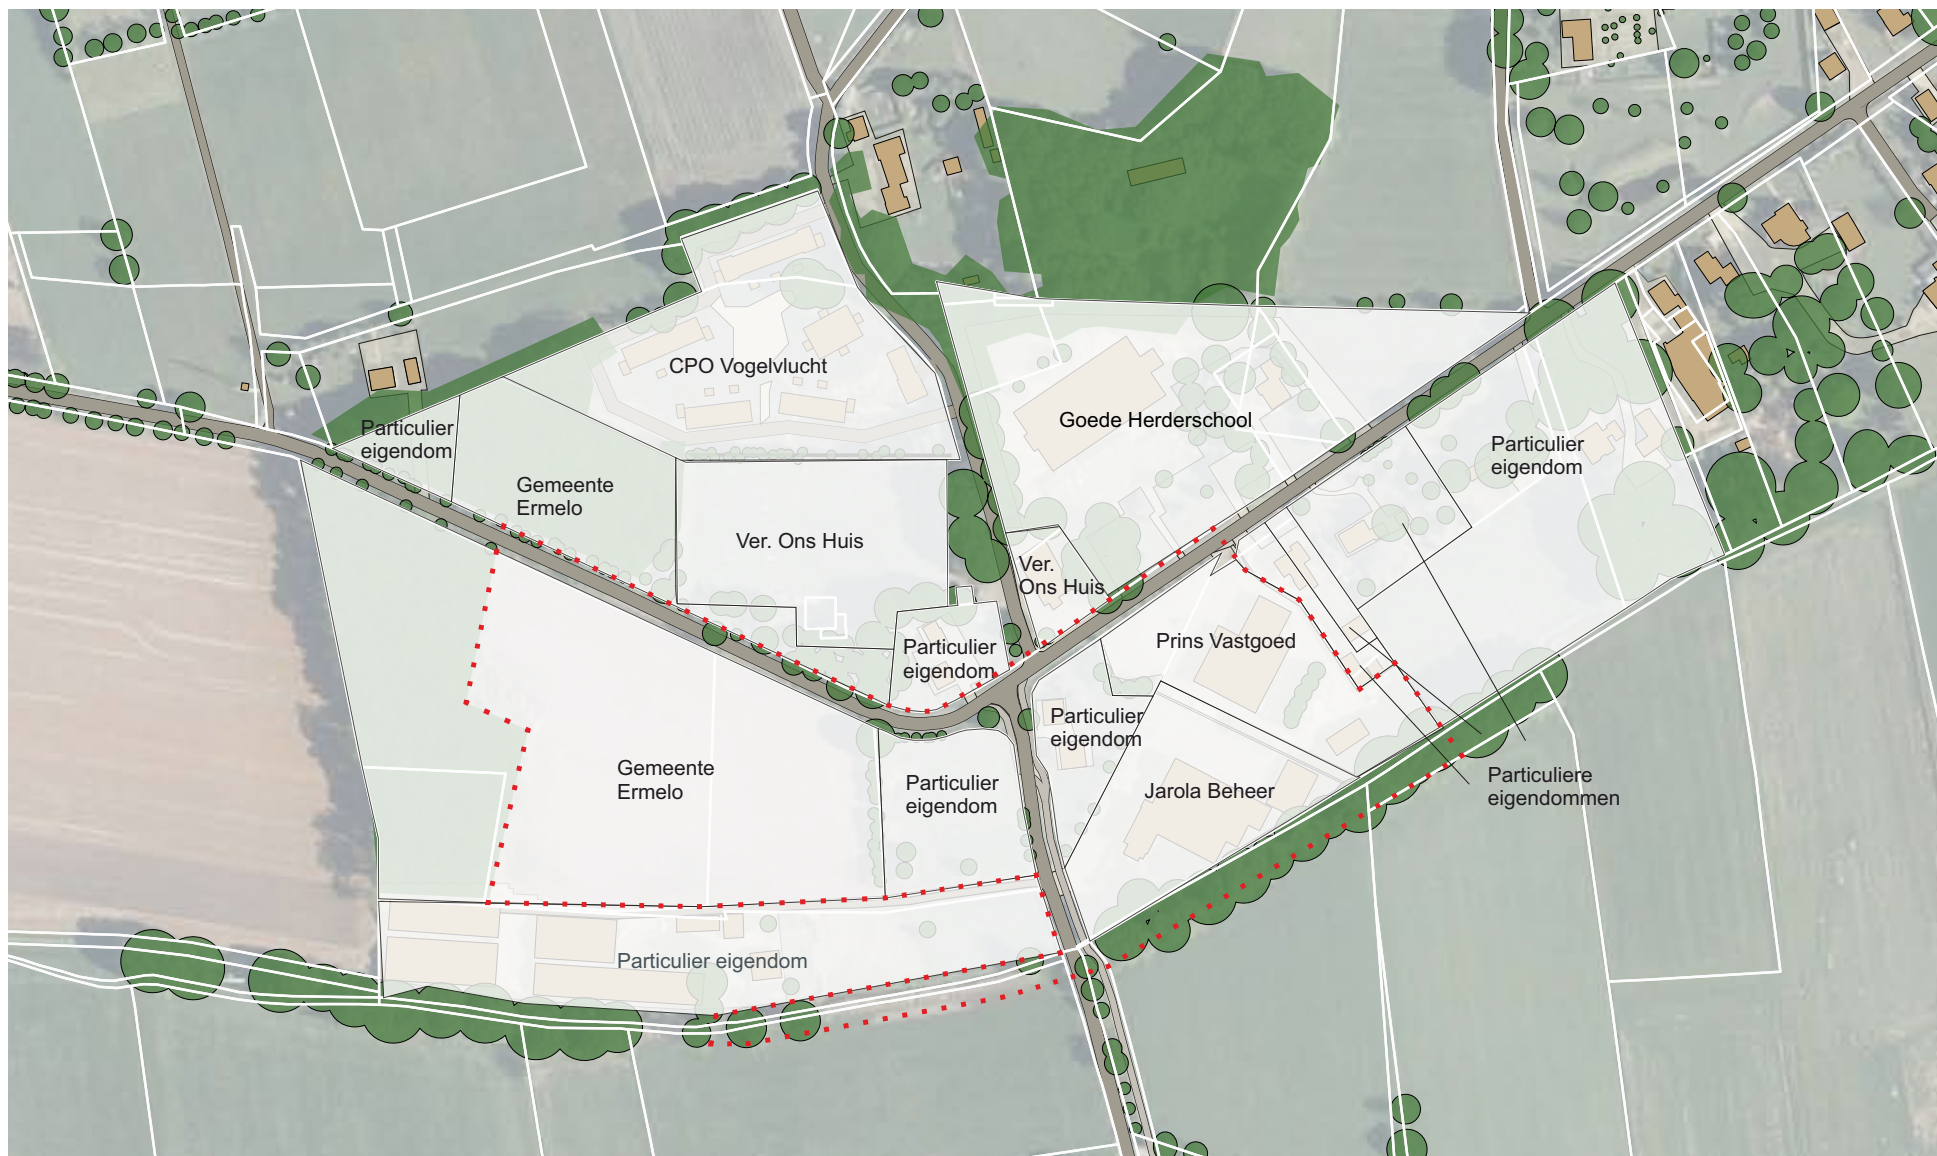 CPO Vogelvlucht
Goede Herderschool
Particulier
eigendom
Particulier
eigendom
Gemeente
Ermelo
Ver. Ons Huis
Ver.
Ons Huis
Particulier
eigendom
Prins Vastgoed
Particulier
eigendom
Gemeente
Ermelo
Particulier
eigendom
Jarola Beheer
Particuliere
eigendommen
Particulier eigendom